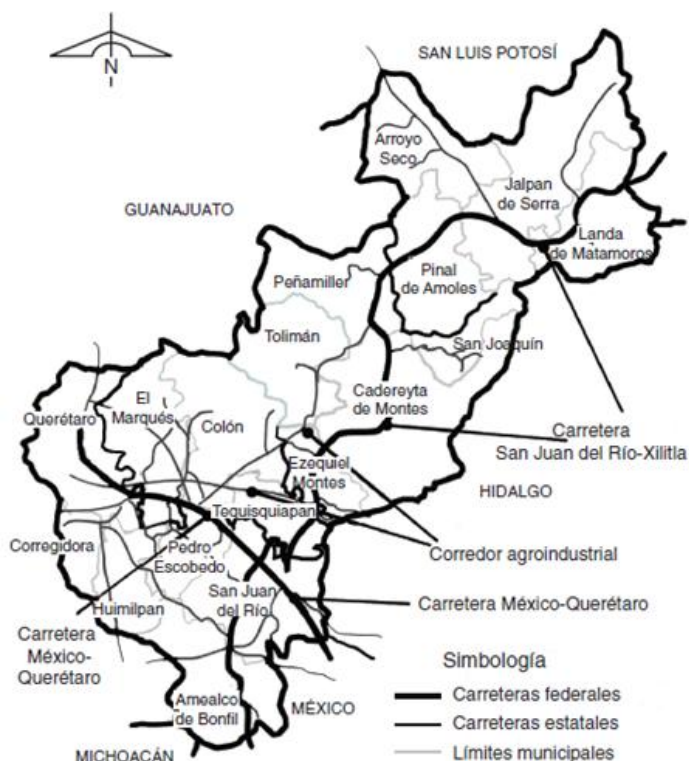 N
SAN LUIS POTOSÍ
Arroyo
Seco
Jalpan
de Serra
GUANAJUATO
Landa
de Matamoros
Peñamiller
Pinal
de Amoles
Tolimán
San Joaquín
El
Marqués
Cadereyta
de Montes
Querétaro
Colón
Carretera
San Juan del Río-Xilitla
Ezequiel
Montes
HIDALGO
Tequisquiapan
Corregidora
Pedro
Escobedo
Corredor agroindustrial
San Juan
del Río
Huimilpan
Carretera México-Querétaro
Carretera
México-
Querétaro
Simbología
Carreteras federales
Amealco
de Bonfil
MÉXICO
Carreteras estatales
MICHOACÁN
Límites municipales